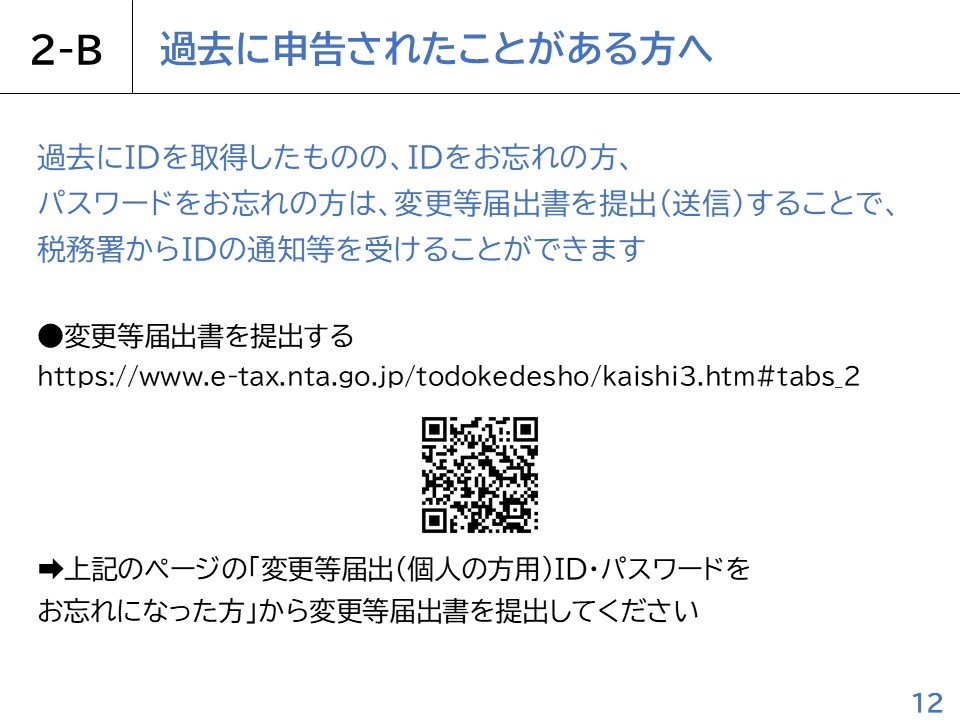 2-B
過去に申告されたことがある方へ
過去にIDを取得したものの、IDをお忘れの方、
パスワードをお忘れの方は、変更等届出書を提出（送信）することで、
税務署からIDの通知等を受けることができます
●変更等届出書を提出する
https://www.e-tax.nta.go.jp/todokedesho/kaishi3.htm#tabs_2
➡上記のページの「変更等届出（個人の方用）ID・パスワードを
お忘れになった方」から変更等届出書を提出してください
12